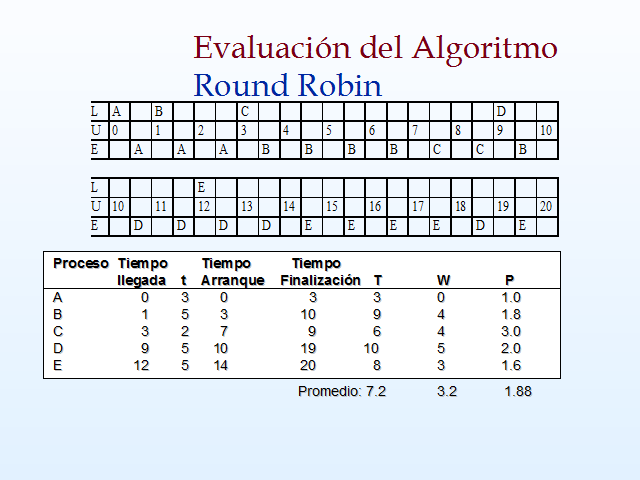 Evaluación del Algoritmo
Round Robin
L A B C D
U 0 1 2 3 4 5 6 7 8 9 10
E A A A B B B B C C B
L E
U 10 11 12 13 14 15 16 17 18 19 20
E D D D D E E E E D E
Proceso Tiempo Tiempo Tiempo
llegada t Arranque Finalización T W P
A 0 3 0 3 3 0 1.0
B 1 5 3 10 9 4 1.8
C 3 2 7 9 6 4 3.0
D 9 5 10 19 10 5 2.0
E 12 5 14 20 8 3 1.6
Promedio: 7.2 3.2 1.88